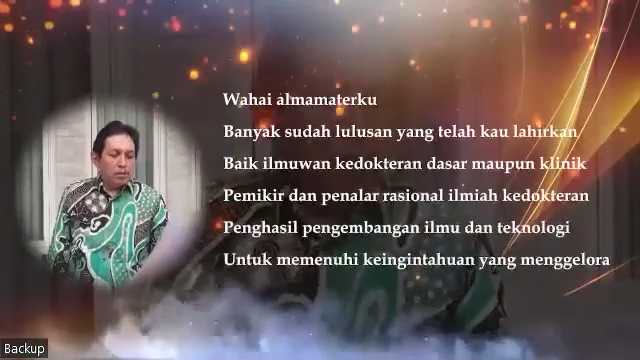 Wahai almamaterku
Banyak sudah lulusan yang telah kau lahirkan
Baik ilmuwan kedokteran dasar maupun klinik
Pemikir dan penalar rasional ilmiah kedokteran
Penghasil pengembangan ilmu dan teknologi
Untuk memenuhi keingintahuan yang menggelora
Backup